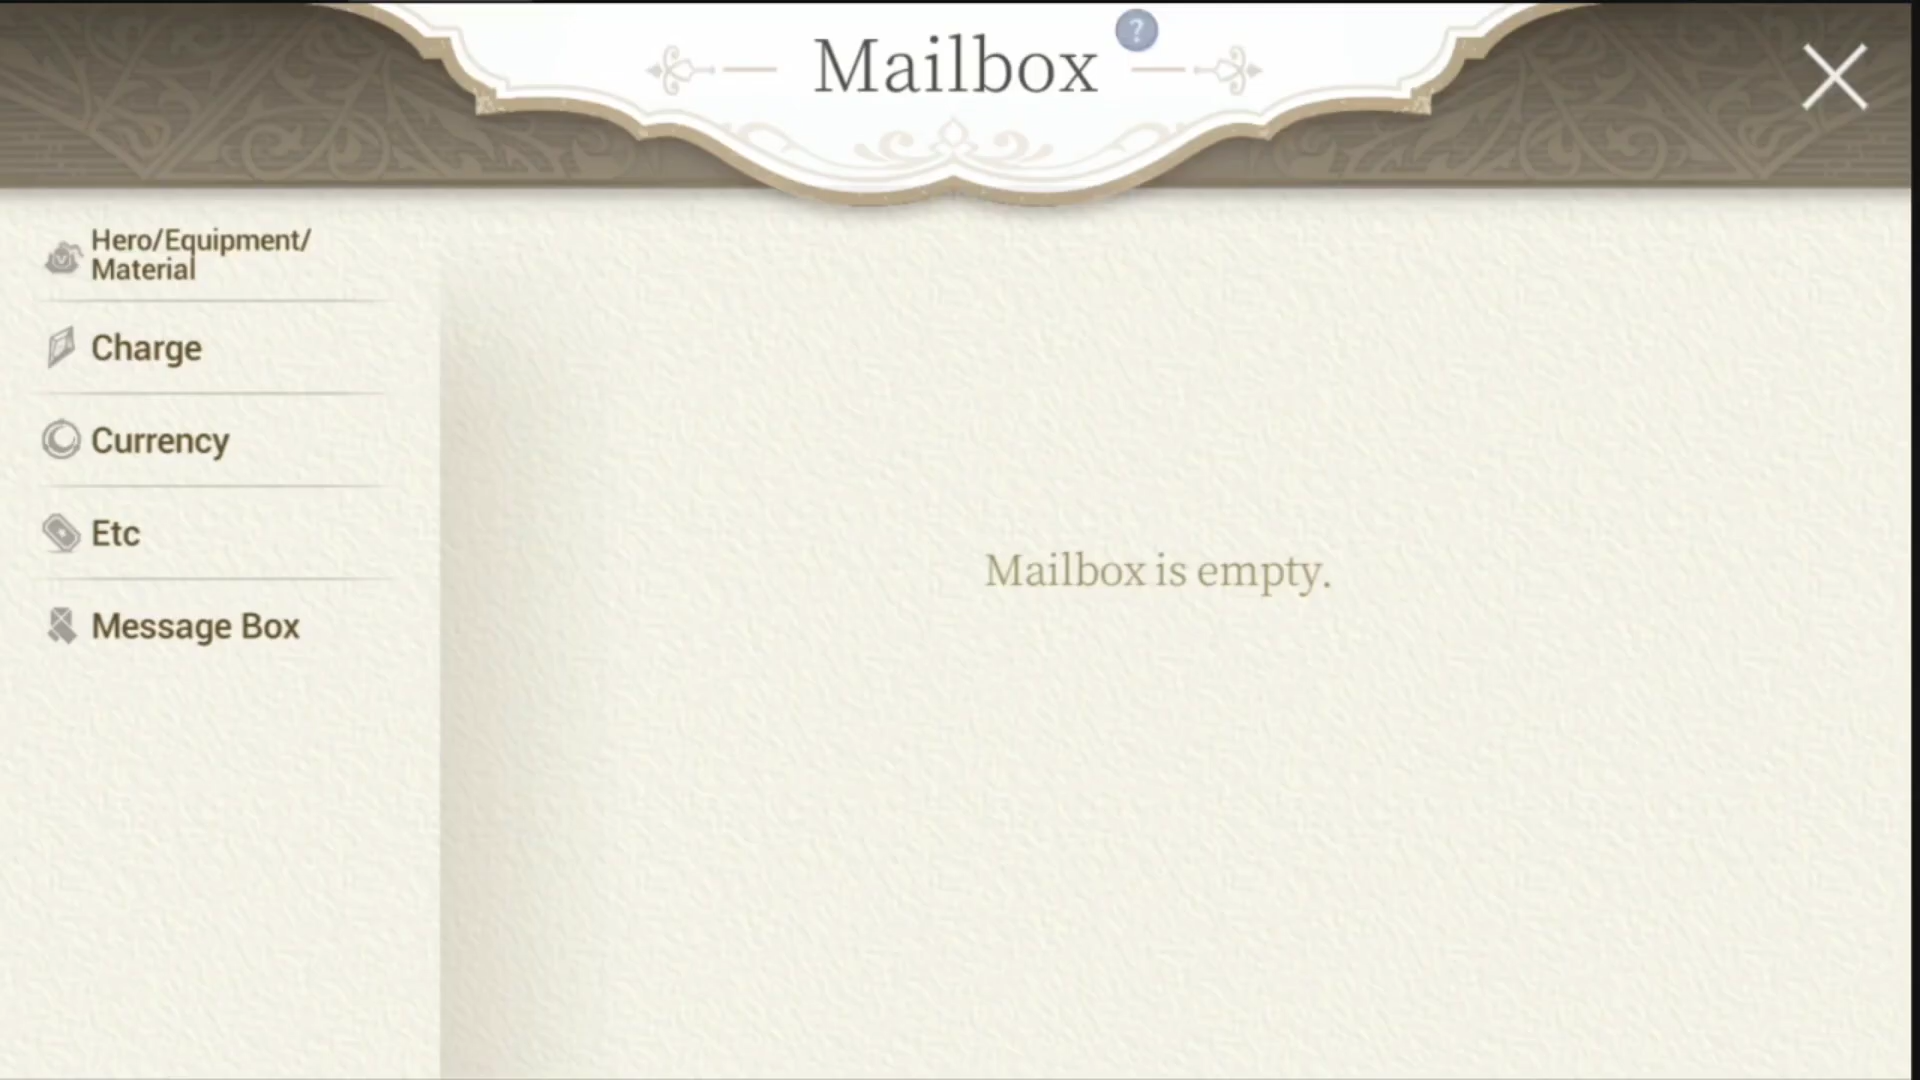 Mailbox
?
Hero/Equipment/
Material
Charge
Currency
Etc
Message Box
Mailbox is empty.